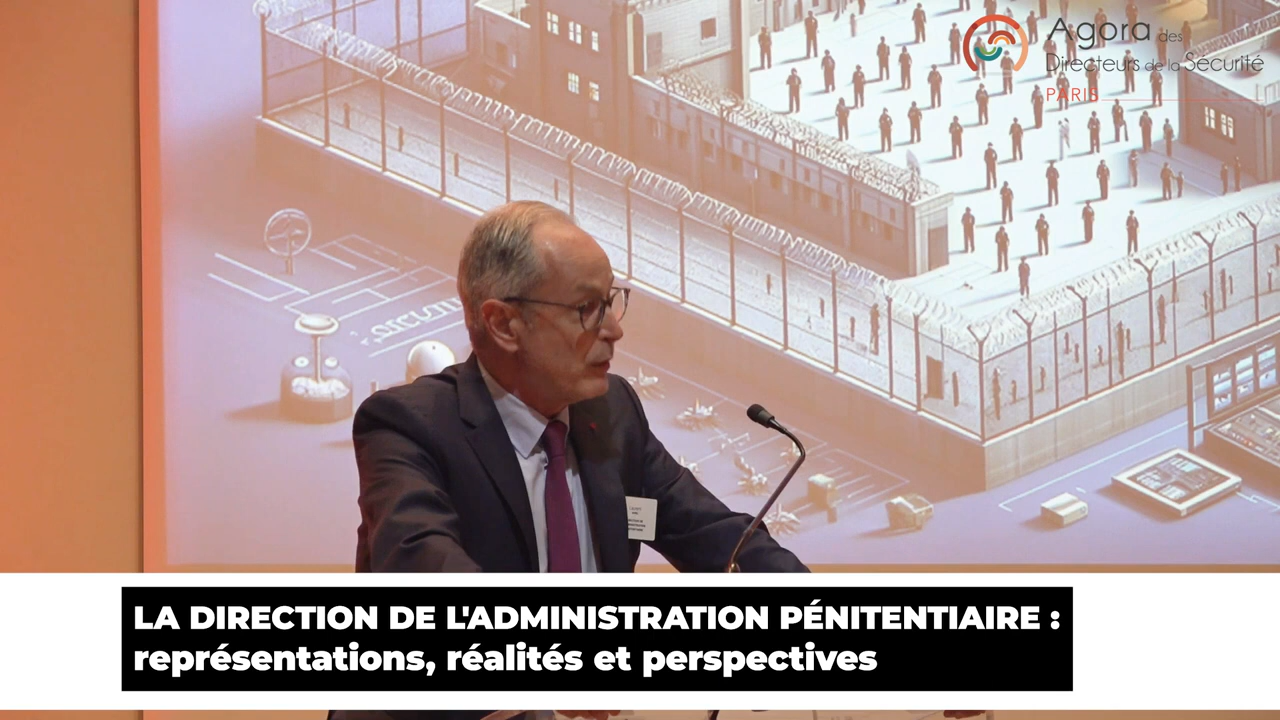 Agora des
Directeurs de la Sécurité
PARIS
LA DIRECTION DE L'ADMINISTRATION PÉNITENTIAIRE :
représentations, réalités et perspectives